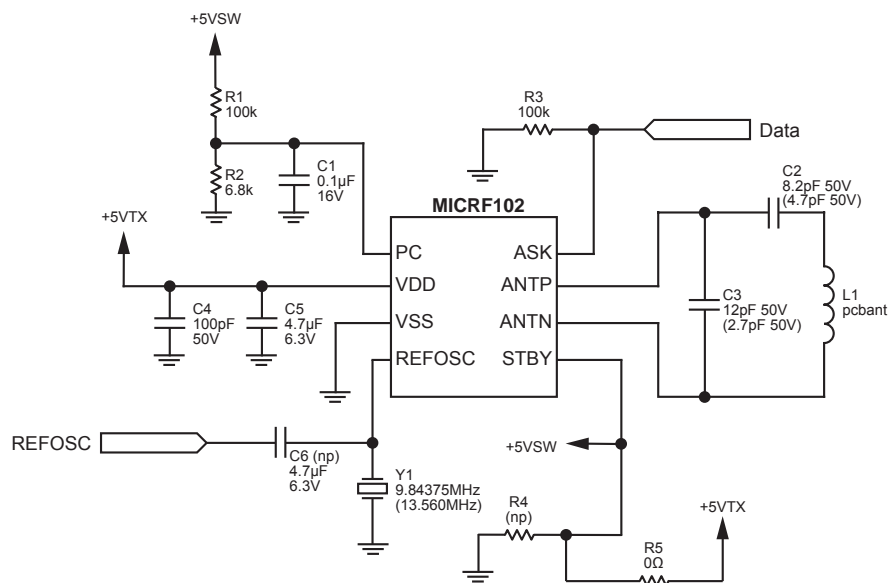 +5VSW
R1
100k
R2
6.8k
C1
0.1µF
16V
R3
100k
Data
C2
8.2pF 50V
(4.7pF 50V)
+5VTX
MICRF102
PC
VDD
VSS
REFOSC
ASK
ANTP
ANTN
STBY
C4
100pF
50V
C5
4.7µF
6.3V
C3
12pF 50V
(2.7pF 50V)
L1
pcbant
REFOSC
C6 (np)
4.7µF
6.3V
Y1
9.84375MHz
(13.560MHz)
+5VSW
R4
(np)
+5VTX
R5
0Ω